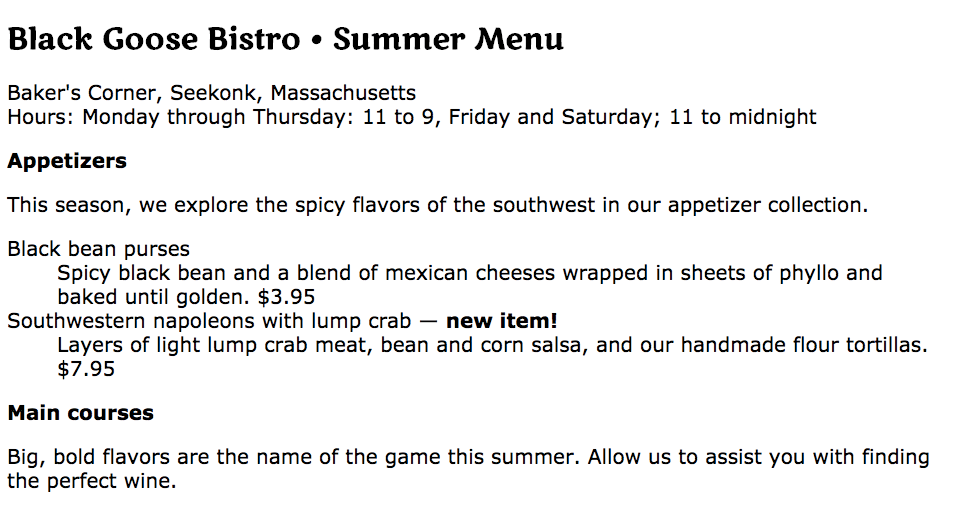 Black Goose Bistro • Summer Menu
Baker's Corner, Seekonk, Massachusetts
Hours: Monday through Thursday: 11 to 9, Friday and Saturday; 11 to midnight
Appetizers
This season, we explore the spicy flavors of the southwest in our appetizer collection.
Black bean purses
Spicy black bean and a blend of mexican cheeses wrapped in sheets of phyllo and
baked until golden. $3.95
Southwestern napoleons with lump crab — new item!
Layers of light lump crab meat, bean and corn salsa, and our handmade flour tortillas.
$7.95
Main courses
Big, bold flavors are the name of the game this summer. Allow us to assist you with finding
the perfect wine.